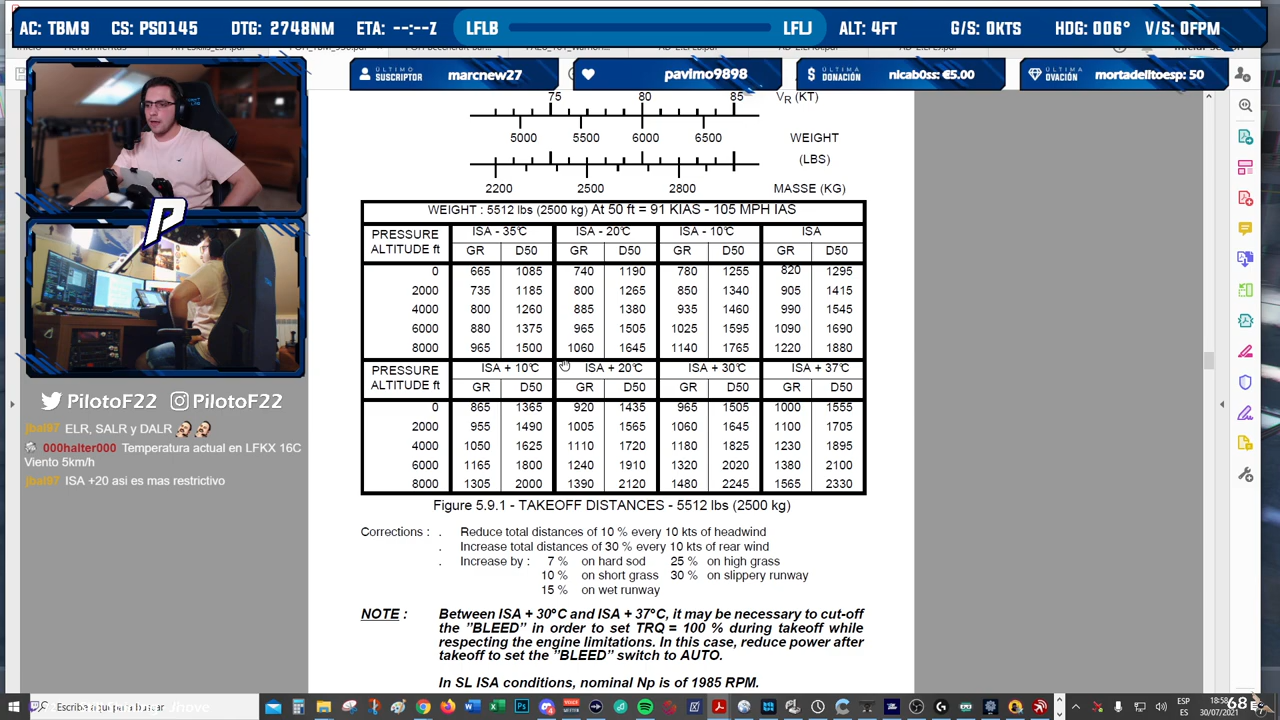 AC: TBM9 CS: PS0145 DTG: 2748NM ETA: --:--Z LFLB LFLJ ALT: 4FT G/S: 0KTS HDG: 006° V/S: 0FPM
ÚLTIMO SUSCRIPTOR marcnew27 pavimo9898 ÚLTIMA DONACIÓN nicab0ss: €5.00 ÚLTIMA OVACIÓN mortadelitoesp: 50
75 80 85 VR (KT)
5000 5500 6000 6500 WEIGHT
(LBS)
2200 2500 2800 MASSE (KG)
WEIGHT : 5512 lbs (2500 kg) At 50 ft = 91 KIAS - 105 MPH IAS
PRESSURE ALTITUDE ft ISA - 35°C ISA - 20°C ISA - 10°C ISA
GR D50 GR D50 GR D50 GR D50
0 665 1085 740 1190 780 1255 820 1295
2000 735 1185 800 1265 850 1340 905 1415
4000 800 1260 885 1380 935 1460 990 1545
6000 880 1375 965 1505 1025 1595 1090 1690
8000 965 1500 1060 1645 1140 1765 1220 1880
PRESSURE ALTITUDE ft ISA + 10°C ISA + 20°C ISA + 30°C ISA + 37°C
GR D50 GR D50 GR D50 GR D50
0 865 1365 920 1435 965 1505 1000 1555
2000 955 1490 1005 1565 1060 1645 1100 1705
4000 1050 1625 1110 1720 1180 1825 1230 1895
6000 1165 1800 1240 1910 1320 2020 1380 2100
8000 1305 2000 1390 2120 1480 2245 1565 2330
Figure 5.9.1 - TAKEOFF DISTANCES - 5512 lbs (2500 kg)
Corrections : . Reduce total distances of 10 % every 10 kts of headwind
. Increase total distances of 30 % every 10 kts of rear wind
. Increase by : 7 % on hard sod 25 % on high grass
10 % on short grass 30 % on slippery runway
15 % on wet runway
NOTE : Between ISA + 30°C and ISA + 37°C, it may be necessary to cut-off
the "BLEED" in order to set TRQ = 100 % during takeoff while
respecting the engine limitations. In this case, reduce power after
takeoff to set the "BLEED" switch to AUTO.
In SL ISA conditions, nominal Np is of 1985 RPM.
P
PilotoF22 PilotoF22
jbal97 ELR, SALR y DALR
000halter000 Temperatura actual en LFKX 16C
Viento 5km/h
jbal97 ISA +20 asi es mas restrictivo
ESP
ES
18:58
30/07/2021